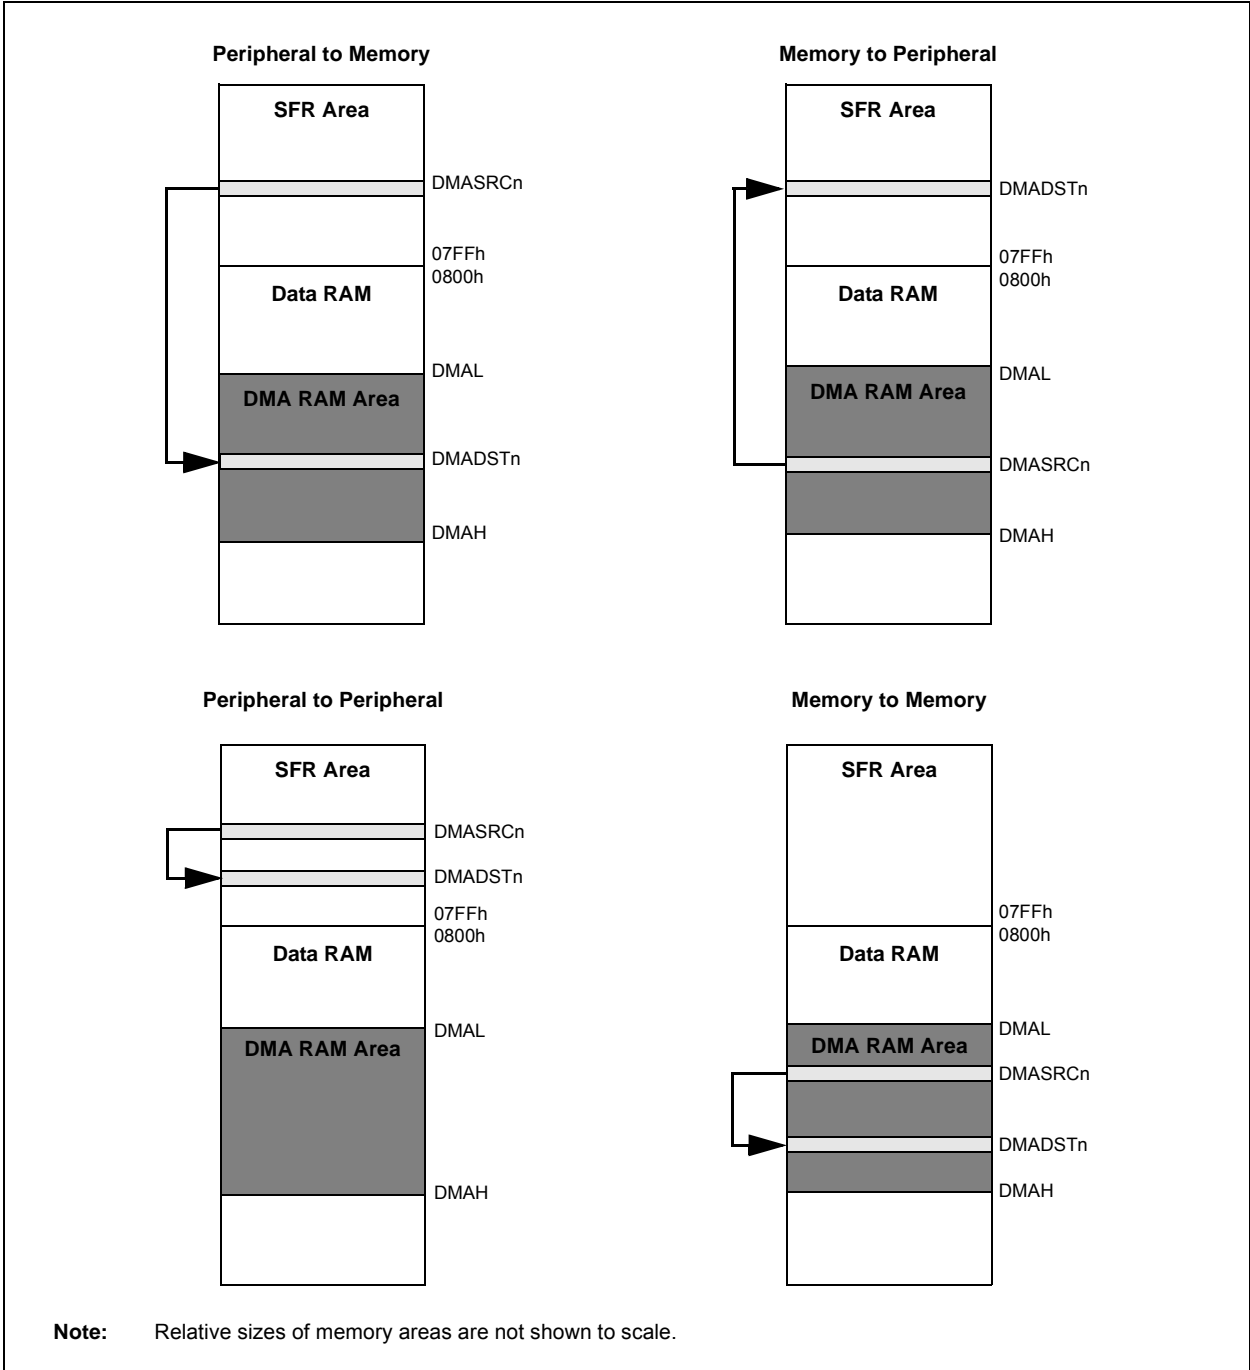 Peripheral to Memory
SFR Area
DMASRCn
07FFh
0800h
Data RAM
DMAL
DMA RAM Area
DMADSTn
DMAH
Memory to Peripheral
SFR Area
DMADSTn
07FFh
0800h
Data RAM
DMAL
DMA RAM Area
DMASRCn
DMAH
Peripheral to Peripheral
SFR Area
DMASRCn
DMADSTn
07FFh
0800h
Data RAM
DMAL
DMA RAM Area
DMAH
Memory to Memory
SFR Area
07FFh
0800h
Data RAM
DMAL
DMA RAM Area
DMASRCn
DMADSTn
DMAH
Note: Relative sizes of memory areas are not shown to scale.